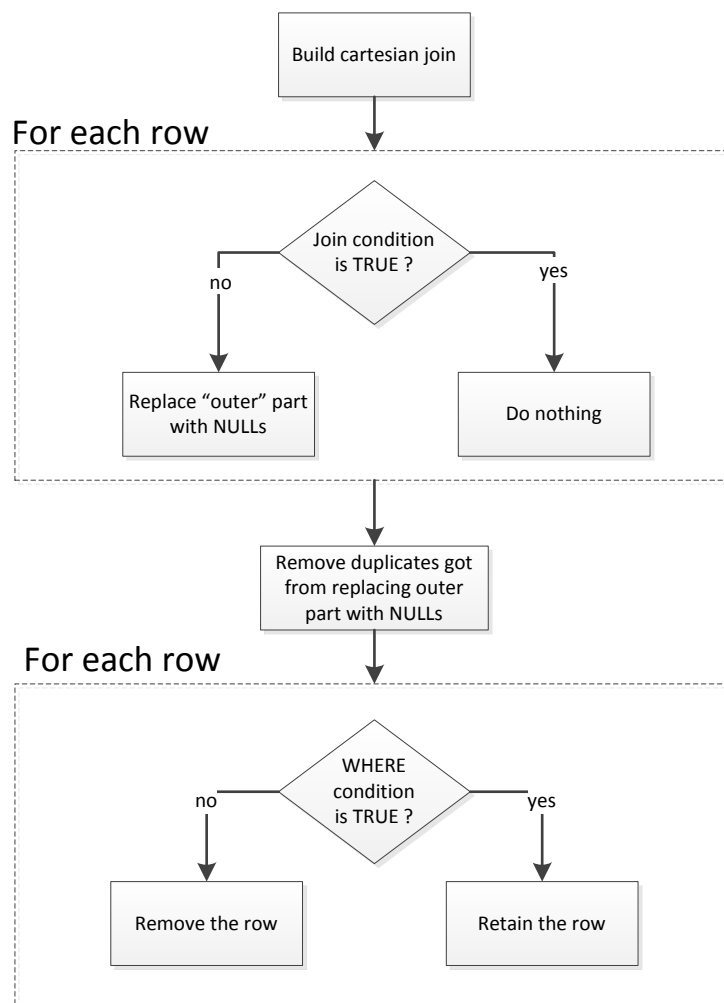 Build cartesian join
For each row
Join condition
is TRUE ?
no
yes
Replace “outer” part
with NULLs
Do nothing
Remove duplicates got
from replacing outer
part with NULLs
For each row
WHERE
condition
is TRUE ?
no
yes
Remove the row
Retain the row